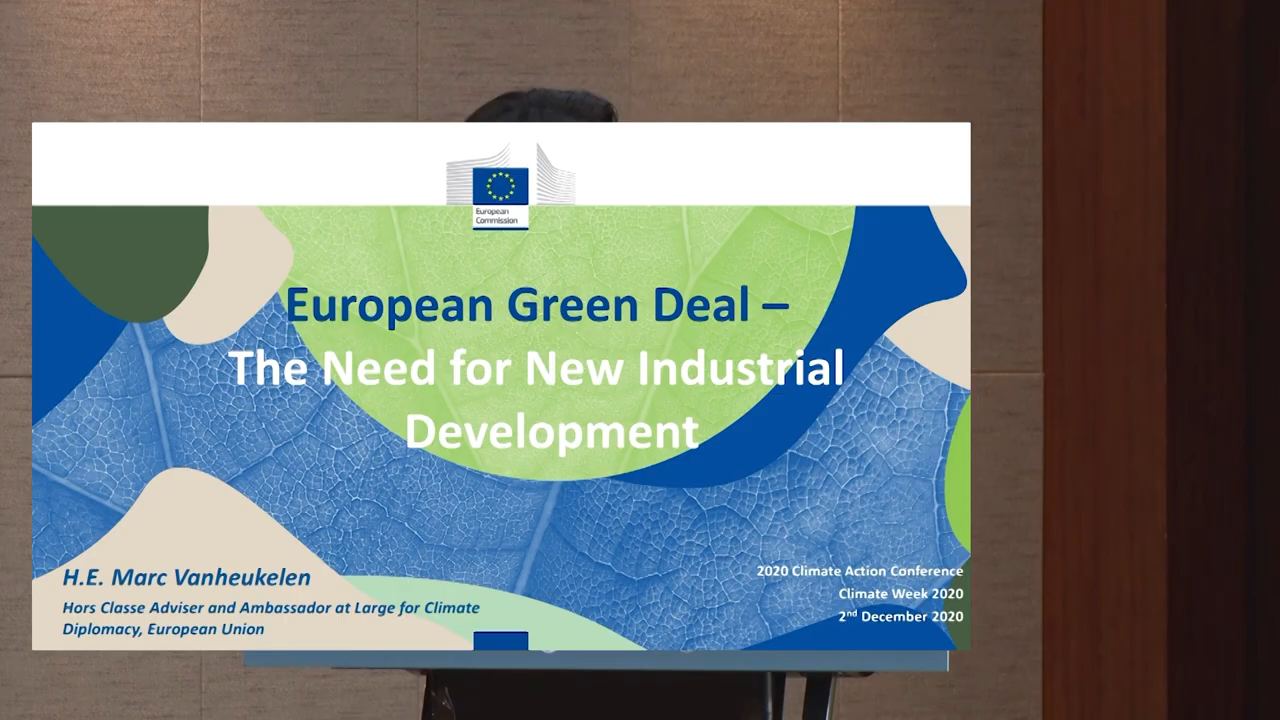 European
Commission
European Green Deal –
The Need for New Industrial
Development
H.E. Marc Vanheukelen
Hors Classe Adviser and Ambassador at Large for Climate
Diplomacy, European Union
2020 Climate Action Conference
Climate Week 2020
2nd December 2020